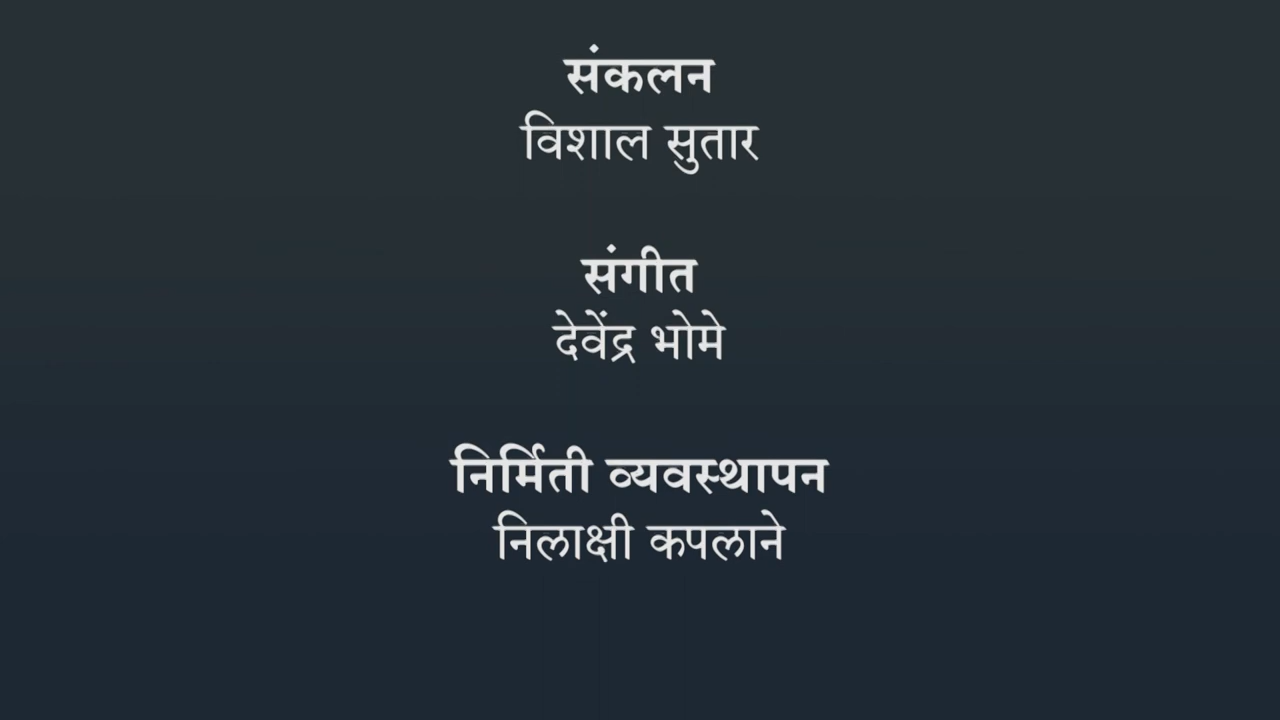 संकलन
विशाल सुतार
संगीत
देवेंद्र भोमे
निर्मिती व्यवस्थापन
निलाक्षी कपलाने